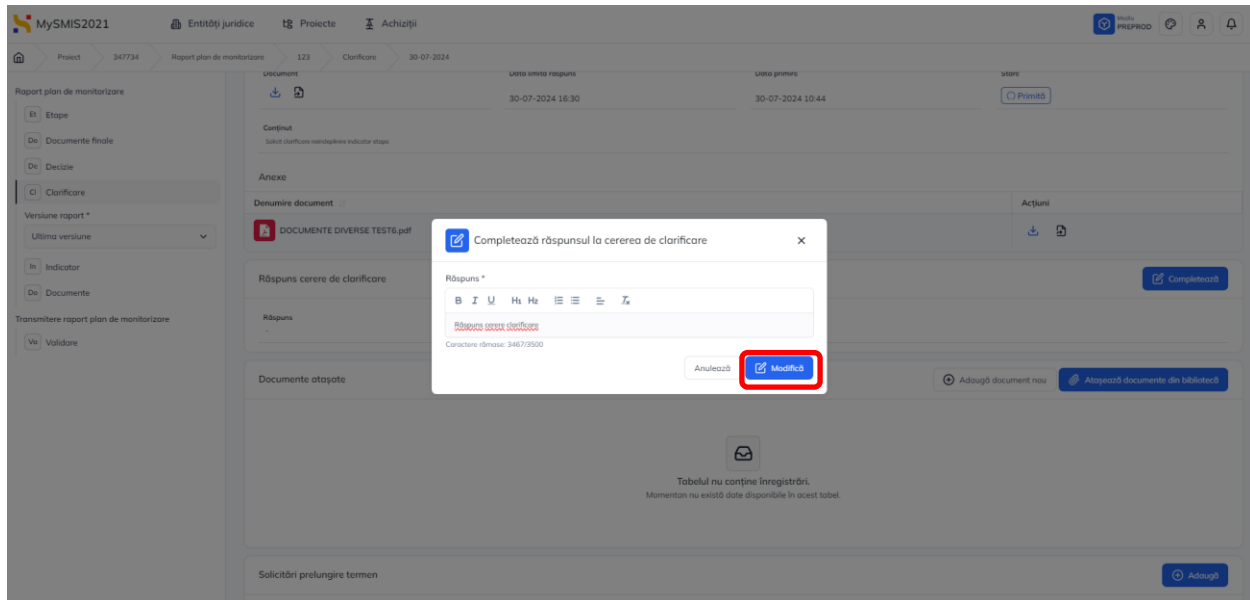 MySMIS2021 Entități juridice Proiecte Achiziții Mediu PREPROD
Proiect 347734 Raport plan de monitorizare 123 Clarificare 30-07-2024
Document Data limită răspuns Data primire Stare
Raport plan de monitorizare
30-07-2024 16:30 30-07-2024 10:44 Primită
Et Etape
Conținut
Do Documente finale
Solicit clarificare neindeplinire indicator etapa
De Decizie
Anexe
Cl Clarificare
Denumire document Acțiuni
Versiune raport *
Ultima versiune
DOCUMENTE DIVERSE TEST6.pdf
Completează răspunsul la cererea de clarificare
In Indicator
Răspuns cerere de clarificare Completează
Răspuns *
Do Documente
B I U H1 H2
Transmitere raport plan de monitorizare
Răspuns
-
Răspuns cerere clarificare
Va Validare
Caractere rămase: 3467/3500
Anulează Modifică
Documente atașate Adaugă document nou Atașează documente din bibliotecă
Tabelul nu conține înregistrări.
Momentan nu există date disponibile în acest tabel.
Solicitări prelungire termen Adaugă